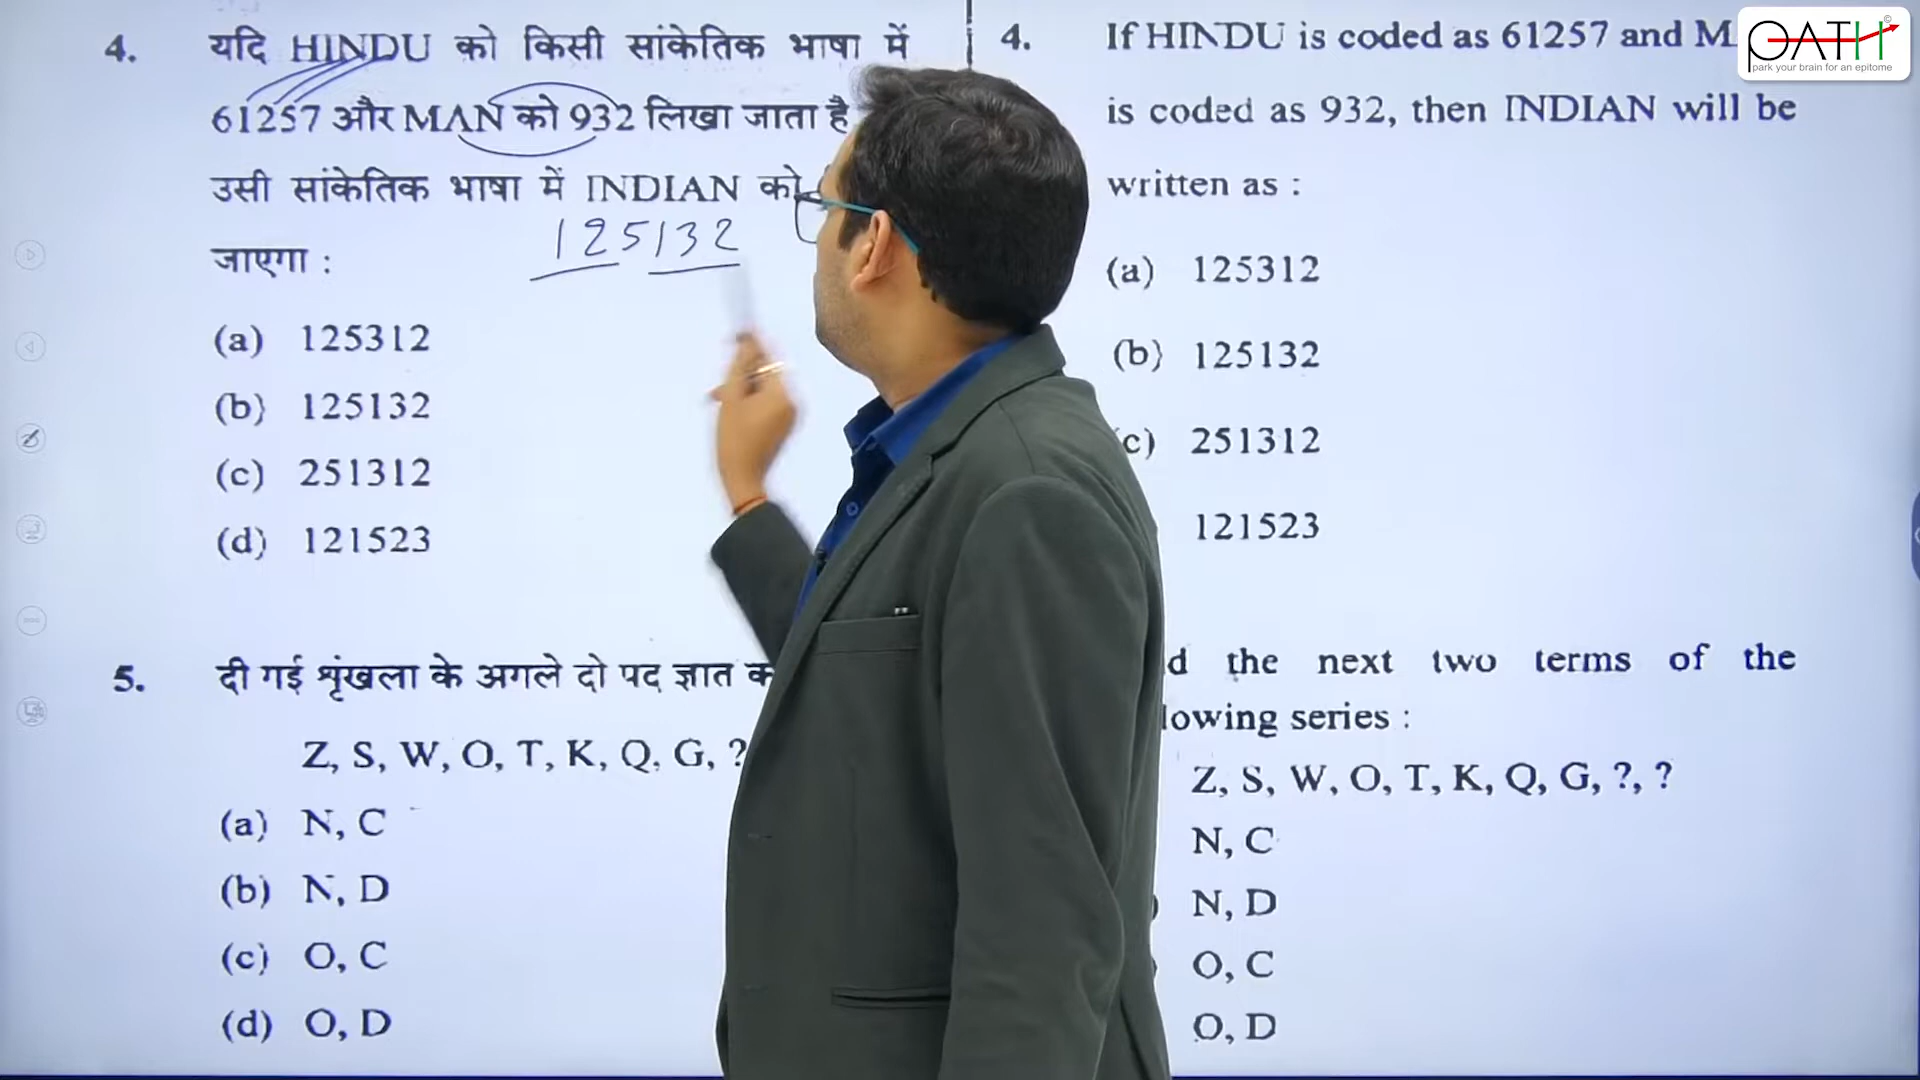 4. यदि HINDU को किसी सांकेतिक भाषा में
61257 और MAN को 932 लिखा जाता है
उसी सांकेतिक भाषा में INDIAN को
जाएगा :
125132
(a) 125312
(b) 125132
(c) 251312
(d) 121523
5. दी गई श्रृंखला के अगले दो पद ज्ञात
Z, S, W, O, T, K, Q, G, ?
(a) N, C
(b) N, D
(c) O, C
(d) O, D
4. If HINDU is coded as 61257 and
is coded as 932, then INDIAN will be
written as :
(a) 125312
(b) 125132
(c) 251312
121523
the next two terms of the
series :
Z, S, W, O, T, K, Q, G, ?, ?
N, C
N, D
O, C
O, D
PATH
park your brain for an epitome